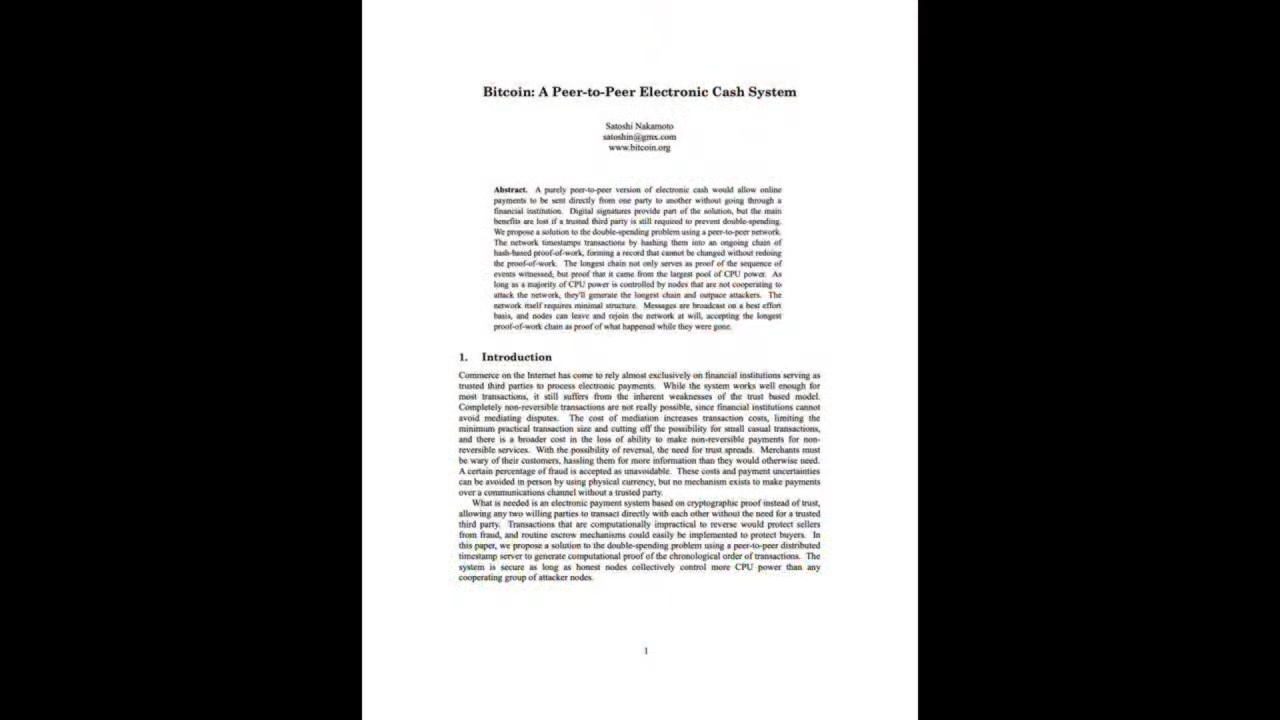 Bitcoin: A Peer-to-Peer Electronic Cash System
Satoshi Nakamoto
satoshin@gmx.com
www.bitcoin.org
Abstract. A purely peer-to-peer version of electronic cash would allow online
payments to be sent directly from one party to another without going through a
financial institution. Digital signatures provide part of the solution, but the main
benefits are lost if a trusted third party is still required to prevent double-spending.
We propose a solution to the double-spending problem using a peer-to-peer network.
The network timestamps transactions by hashing them into an ongoing chain of
hash-based proof-of-work, forming a record that cannot be changed without redoing
the proof-of-work. The longest chain not only serves as proof of the sequence of
events witnessed, but proof that it came from the largest pool of CPU power. As
long as a majority of CPU power is controlled by nodes that are not cooperating to
attack the network, they'll generate the longest chain and outpace attackers. The
network itself requires minimal structure. Messages are broadcast on a best effort
basis, and nodes can leave and rejoin the network at will, accepting the longest
proof-of-work chain as proof of what happened while they were gone.
1. Introduction
Commerce on the Internet has come to rely almost exclusively on financial institutions serving as
trusted third parties to process electronic payments. While the system works well enough for
most transactions, it still suffers from the inherent weaknesses of the trust based model.
Completely non-reversible transactions are not really possible, since financial institutions cannot
avoid mediating disputes. The cost of mediation increases transaction costs, limiting the
minimum practical transaction size and cutting off the possibility for small casual transactions,
and there is a broader cost in the loss of ability to make non-reversible payments for non-
reversible services. With the possibility of reversal, the need for trust spreads. Merchants must
be wary of their customers, hassling them for more information than they would otherwise need.
A certain percentage of fraud is accepted as unavoidable. These costs and payment uncertainties
can be avoided in person by using physical currency, but no mechanism exists to make payments
over a communications channel without a trusted party.
What is needed is an electronic payment system based on cryptographic proof instead of trust,
allowing any two willing parties to transact directly with each other without the need for a trusted
third party. Transactions that are computationally impractical to reverse would protect sellers
from fraud, and routine escrow mechanisms could easily be implemented to protect buyers. In
this paper, we propose a solution to the double-spending problem using a peer-to-peer distributed
timestamp server to generate computational proof of the chronological order of transactions. The
system is secure as long as honest nodes collectively control more CPU power than any
cooperating group of attacker nodes.
1